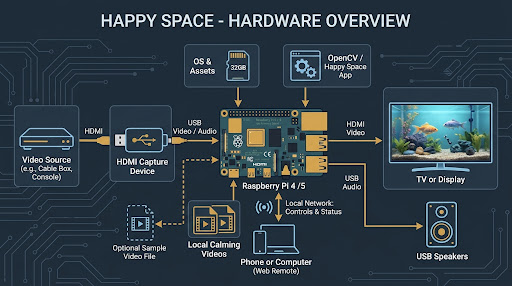 HAPPY SPACE - HARDWARE OVERVIEW
OS &
Assets
32GB
OpenCV /
Happy Space
App
HDMI
USB
Video / Audio
HDMI
Video
Video Source
(e.g., Cable Box,
Console)
HDMI Capture
Device
HDMI
Raspberry Pi 4 /5
TV or Display
USB
Audio
Local Network:
Controls & Status
Optional Sample
Video File
Local Calming
Videos
Phone or Computer
(Web Remote)
USB Speakers